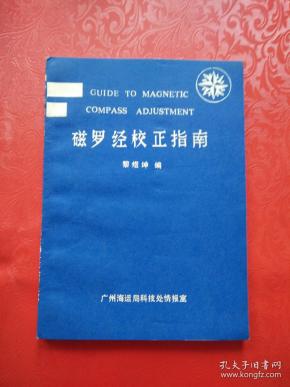 GUIDE TO MAGNETIC
COMPASS ADJUSTMENT
磁罗经校正指南
黎煜坤 编
广州海运局科技处情报室
孔夫子旧书网